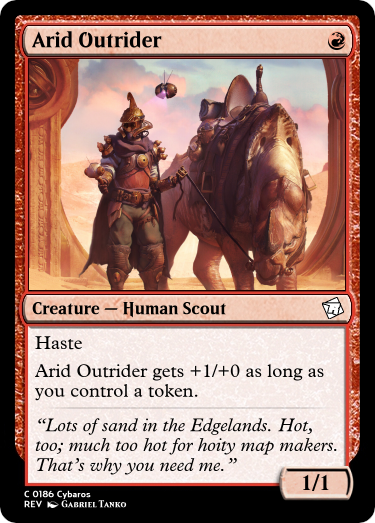 Arid Outrider
Creature — Human Scout
Haste
Arid Outrider gets +1/+0 as long as
you control a token.
“Lots of sand in the Edgelands. Hot,
too; much too hot for hoity map makers.
That’s why you need me.”
1/1
C 0186 Cybaros
REV Gabriel Tanko